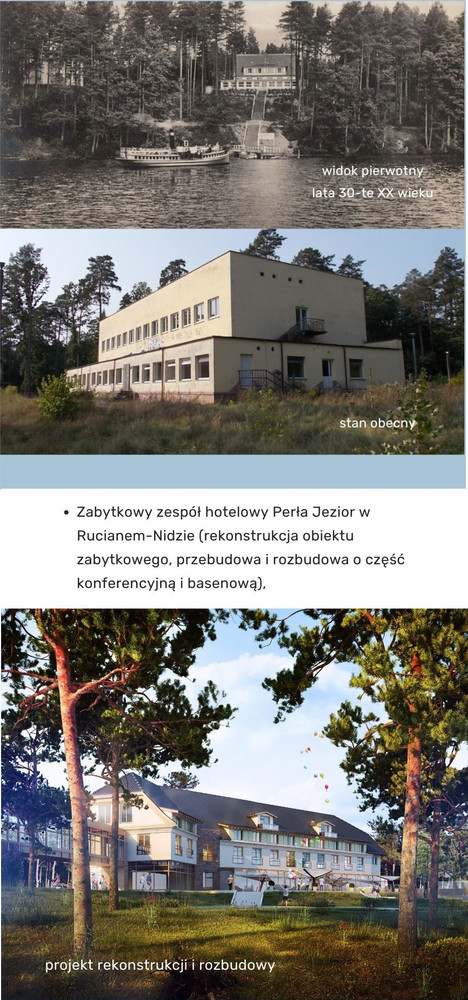 widok pierwotny
lata 30-te XX wieku
stan obecny
• Zabytkowy zespół hotelowy Perła Jezior w
Rucianem-Nidzie (rekonstrukcja obiektu
zabytkowego, przebudowa i rozbudowa o część
konferencyjną i basenową),
projekt rekonstrukcji i rozbudowy